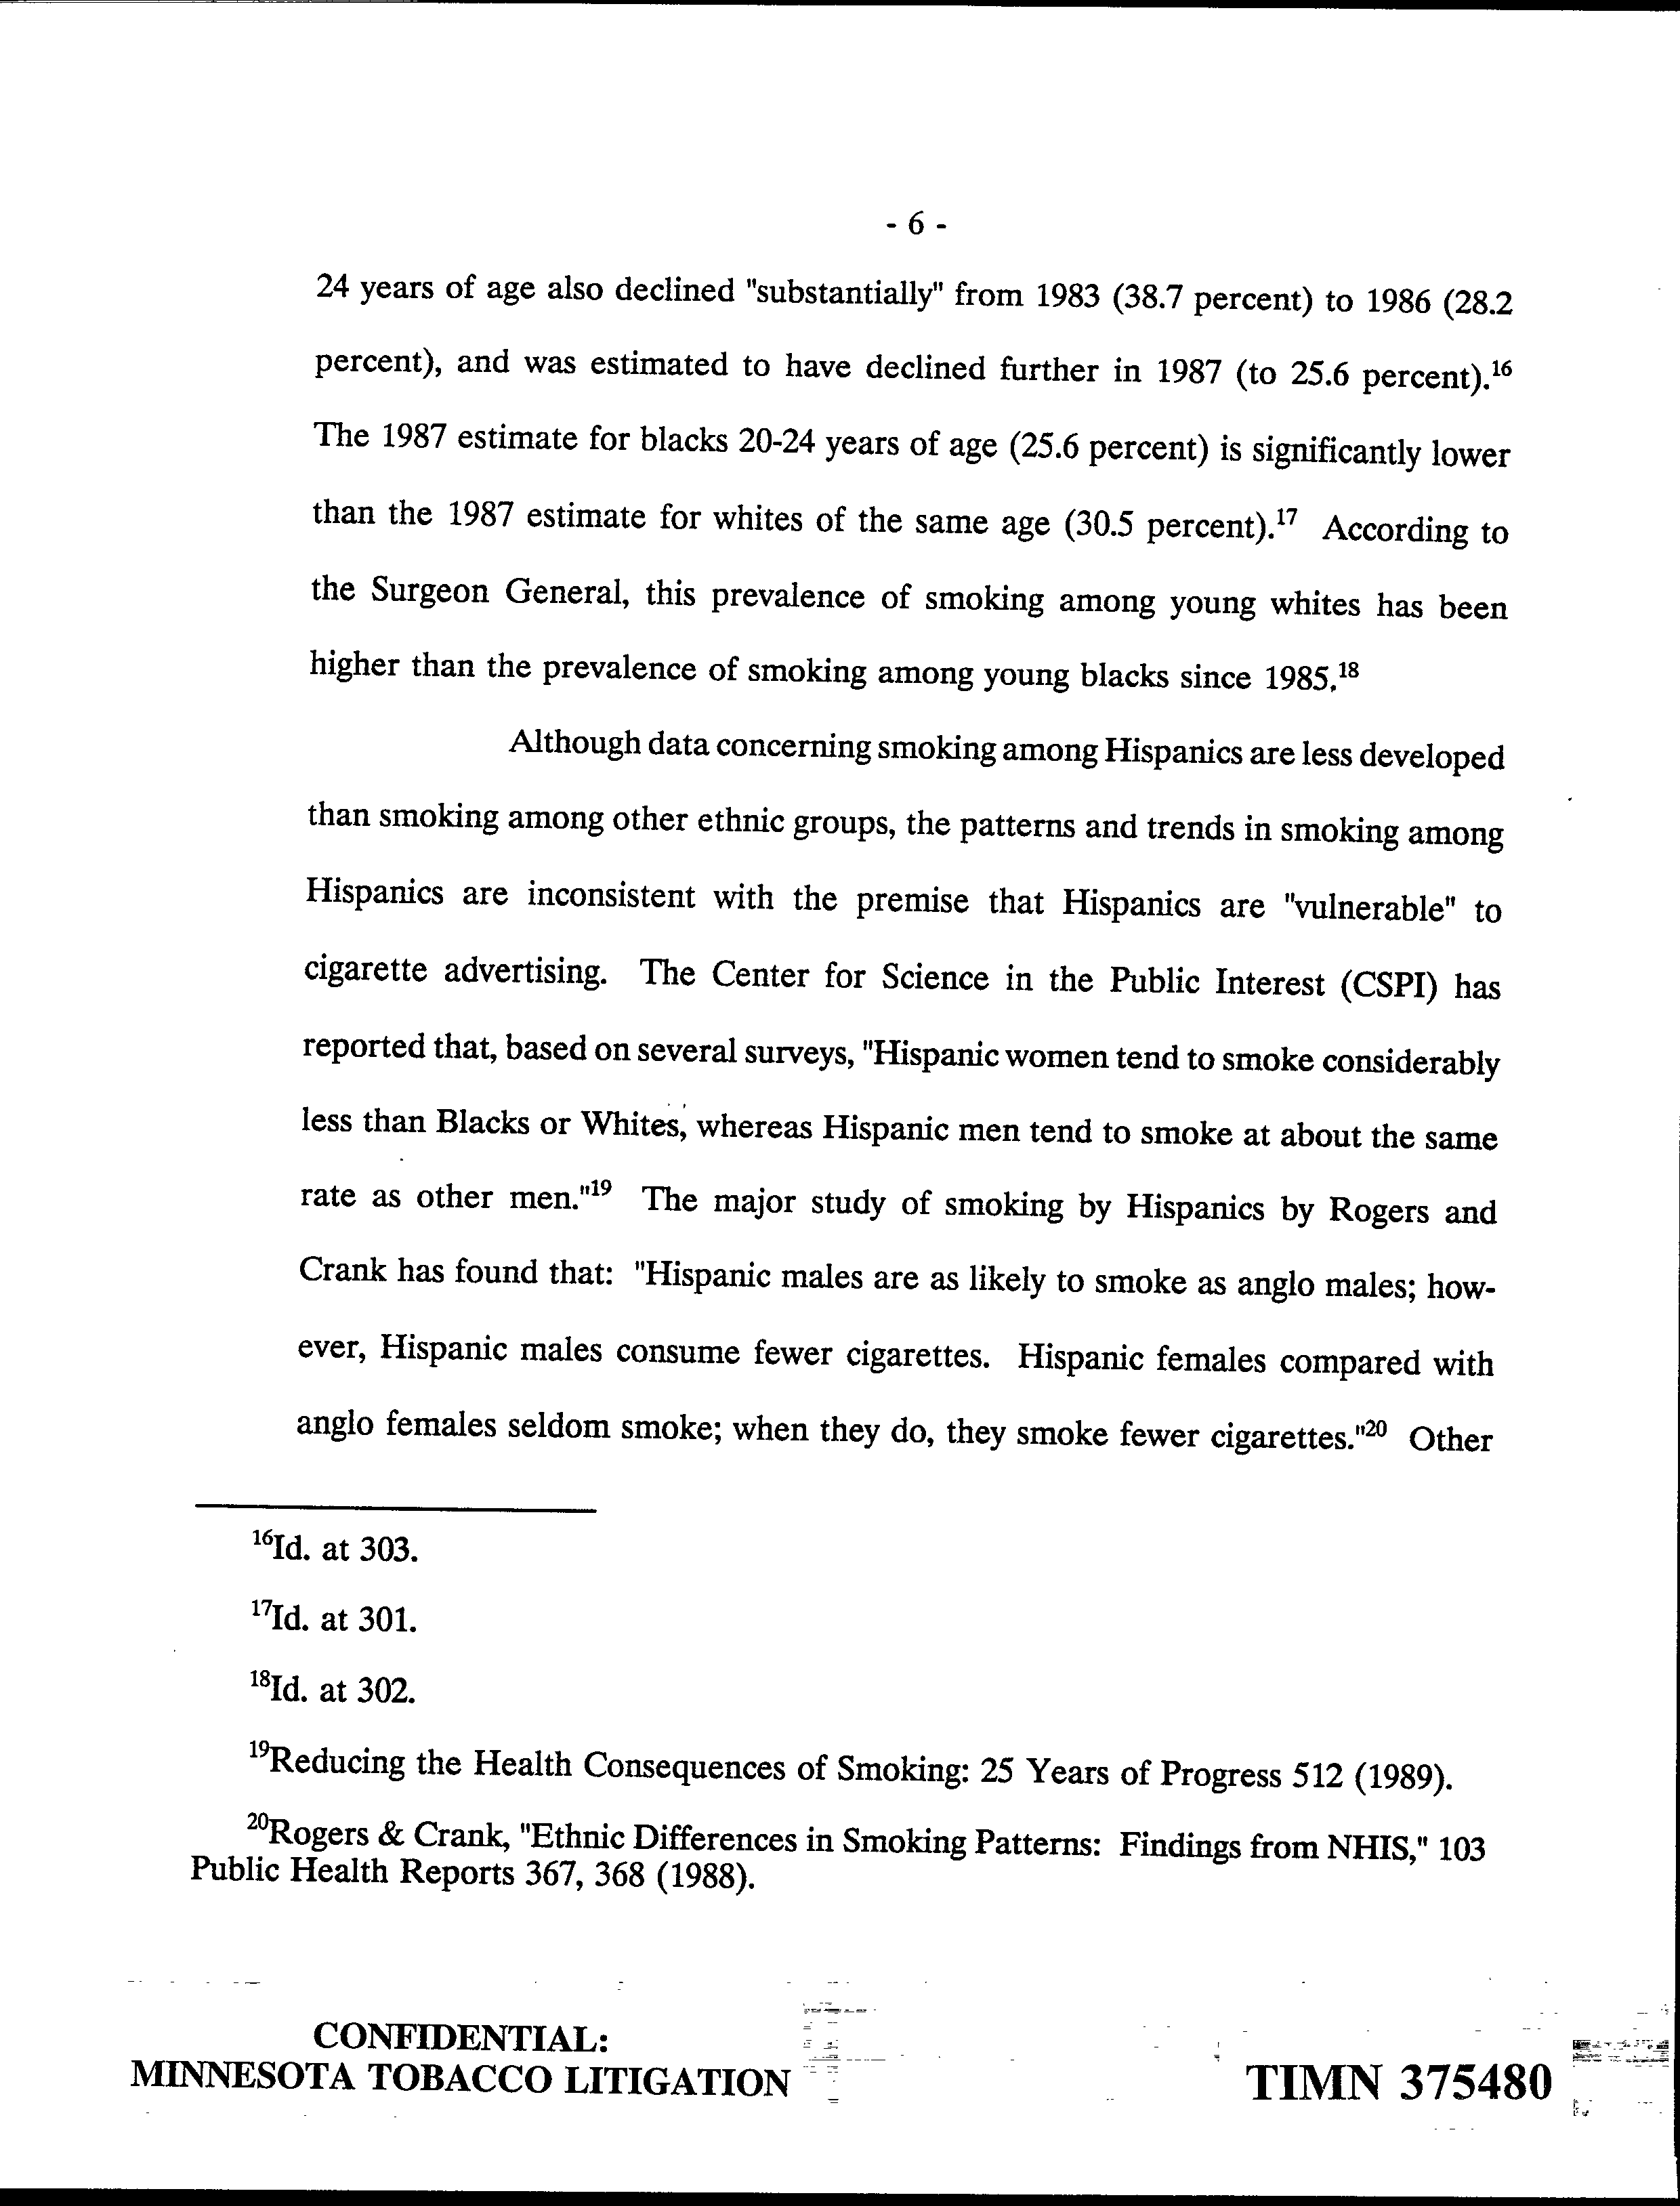 - 6 -
24 years of age also declined "substantially" from 1983 (38.7 percent) to 1986 (28.2
percent), and was estimated to have declined further in 1987 (to 25.6 percent).16
The 1987 estimate for blacks 20-24 years of age (25.6 percent) is significantly lower
than the 1987 estimate for whites of the same age (30.5 percent).17 According to
the Surgeon General, this prevalence of smoking among young whites has been
higher than the prevalence of smoking among young blacks since 1985.18
Although data concerning smoking among Hispanics are less developed
than smoking among other ethnic groups, the patterns and trends in smoking among
Hispanics are inconsistent with the premise that Hispanics are "vulnerable" to
cigarette advertising. The Center for Science in the Public Interest (CSPI) has
reported that, based on several surveys, "Hispanic women tend to smoke considerably
less than Blacks or Whites, whereas Hispanic men tend to smoke at about the same
rate as other men."19 The major study of smoking by Hispanics by Rogers and
Crank has found that: "Hispanic males are as likely to smoke as anglo males; how-
ever, Hispanic males consume fewer cigarettes. Hispanic females compared with
anglo females seldom smoke; when they do, they smoke fewer cigarettes."20 Other
16Id. at 303.
17Id. at 301.
18Id. at 302.
19Reducing the Health Consequences of Smoking: 25 Years of Progress 512 (1989).
20Rogers & Crank, "Ethnic Differences in Smoking Patterns: Findings from NHIS," 103
Public Health Reports 367, 368 (1988).
CONFIDENTIAL:
MINNESOTA TOBACCO LITIGATION
TIMN 375480